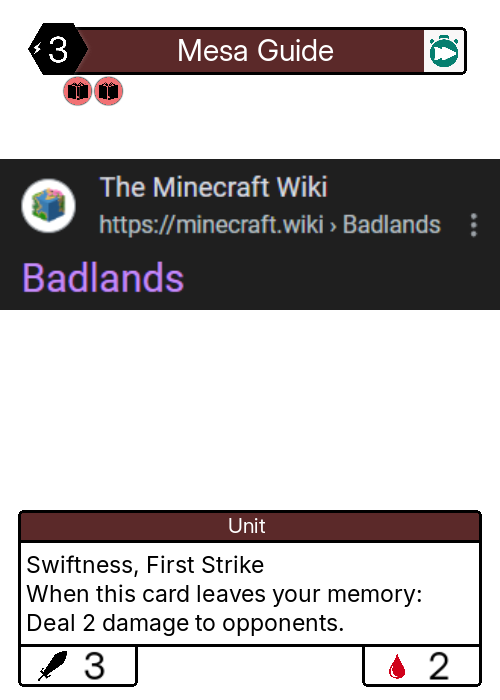 3
Mesa Guide
The Minecraft Wiki
https://minecraft.wiki › Badlands
Badlands
Unit
Swiftness, First Strike
When this card leaves your memory:
Deal 2 damage to opponents.
3
2